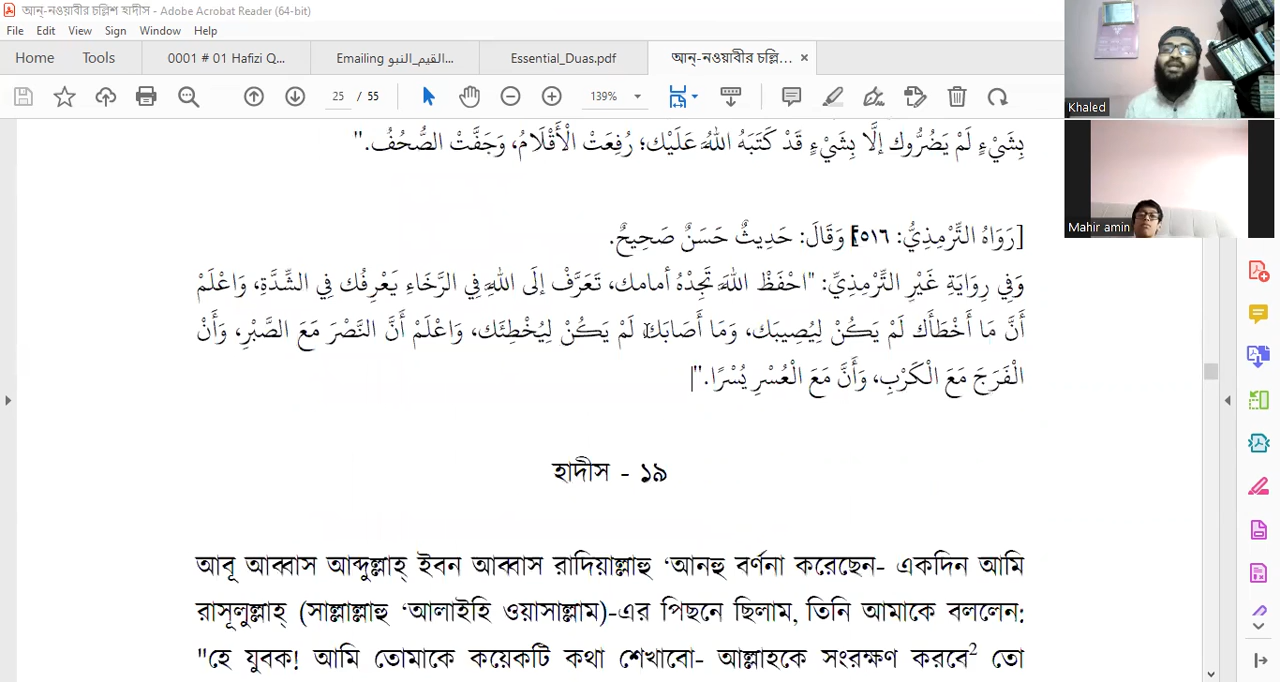 আন্-নওয়াবীর চল্লিশ হাদীস - Adobe Acrobat Reader (64-bit)
File Edit View Sign Window Help
Home Tools 0001 # 01 Hafizi Q... Emailing القيم_النبو... Essential_Duas.pdf আন্-নওয়াবীর চল্লি... ×
25 / 55 139%
بِشَيْءٍ لَمْ يَضُرُّوك إلَّا بِشَيْءٍ قَدْ كَتَبَهُ اللهُ عَلَيْك؛ رُفِعَتْ الْأَقْلَامُ، وَجَفَّتْ الصُّحُفُ."
[رَوَاهُ التِّرْمِذِيُّ: ٥١٦٢] وَقَالَ: حَدِيثٌ حَسَنٌ صَحِيحٌ.
وَفِي رِوَايَةِ غَيْرِ التِّرْمِذِيِّ: "احْفَظْ اللهَ تَجِدْهُ أمامك، تَعَرَّفْ إلَى اللهِ فِي الرَّخَاءِ يَعْرِفُك فِي الشِّدَّةِ، وَاعْلَمْ
أَنَّ مَا أَخْطَأَك لَمْ يَكُنْ لِيُصِيبَك، وَمَا أَصَابَك لَمْ يَكُنْ لِيُخْطِئَك، وَاعْلَمْ أَنَّ النَّصْرَ مَعَ الصَّبْرِ، وَأَنْ
الْفَرَجَ مَعَ الْكَرْبِ، وَأَنَّ مَعَ الْعُسْرِ يُسْرًا."
হাদীস - ১৯
আবূ আব্বাস আব্দুল্লাহ্ ইবন আব্বাস রাদিয়াল্লাহু ‘আনহু বর্ণনা করেছেন- একদিন আমি
রাসূলুল্লাহ্ (সাল্লাল্লাহু ‘আলাইহি ওয়াসাল্লাম)-এর পিছনে ছিলাম, তিনি আমাকে বললেন:
"হে যুবক! আমি তোমাকে কয়েকটি কথা শেখাবো- আল্লাহকে সংরক্ষণ করবে² তো
Khaled
Mahir amin